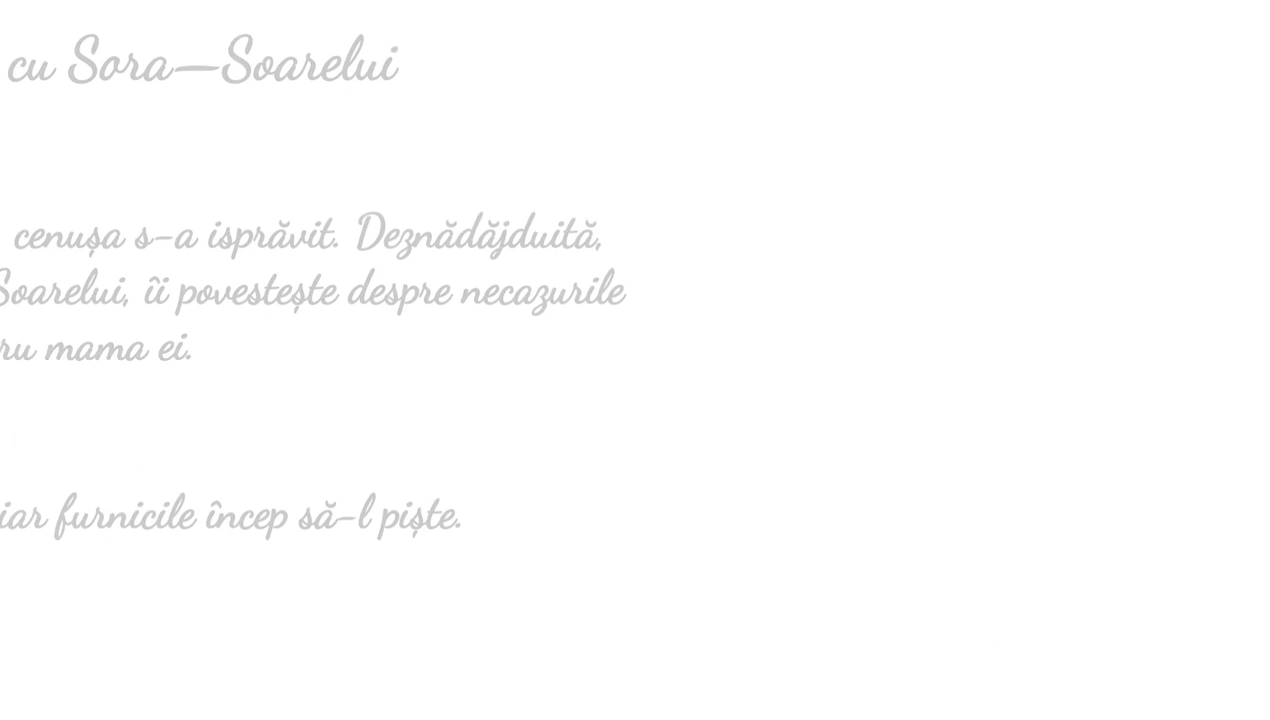 cu Sora—Soarelui
cenușa s-a isprăvit. Deznădăjduită,
Soarelui, îi povestește despre necazurile
ru mama ei.
iar furnicile încep să-l piște.